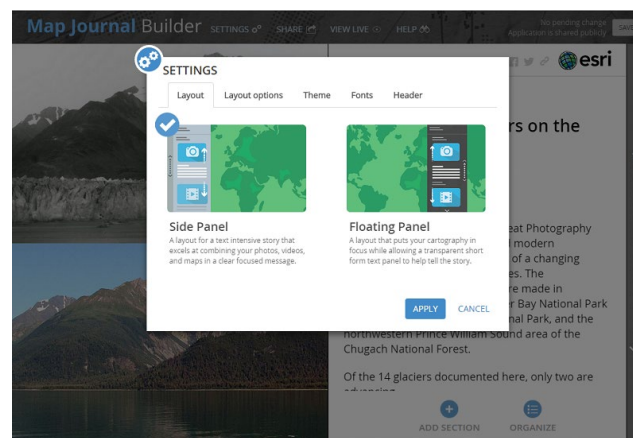 Map Journal Builder SETTINGS SHARE VIEW LIVE HELP
No pending change
Application is shared publicly
SAVE
esri
SETTINGS
Layout Layout options Theme Fonts Header
rs on the
Side Panel
A layout for a text intensive story that
excels at combining your photos, videos,
and maps in a clear focused message.
Floating Panel
A layout that puts your cartography in
focus while allowing a transparent short
form text panel to help tell the story.
APPLY CANCEL
eat Photography
modern
of a changing
es. The
re made in
r Bay National Park
nal Park, and the
northwestern Prince William Sound area of the
Chugach National Forest.
Of the 14 glaciers documented here, only two are
advancing
ADD SECTION ORGANIZE